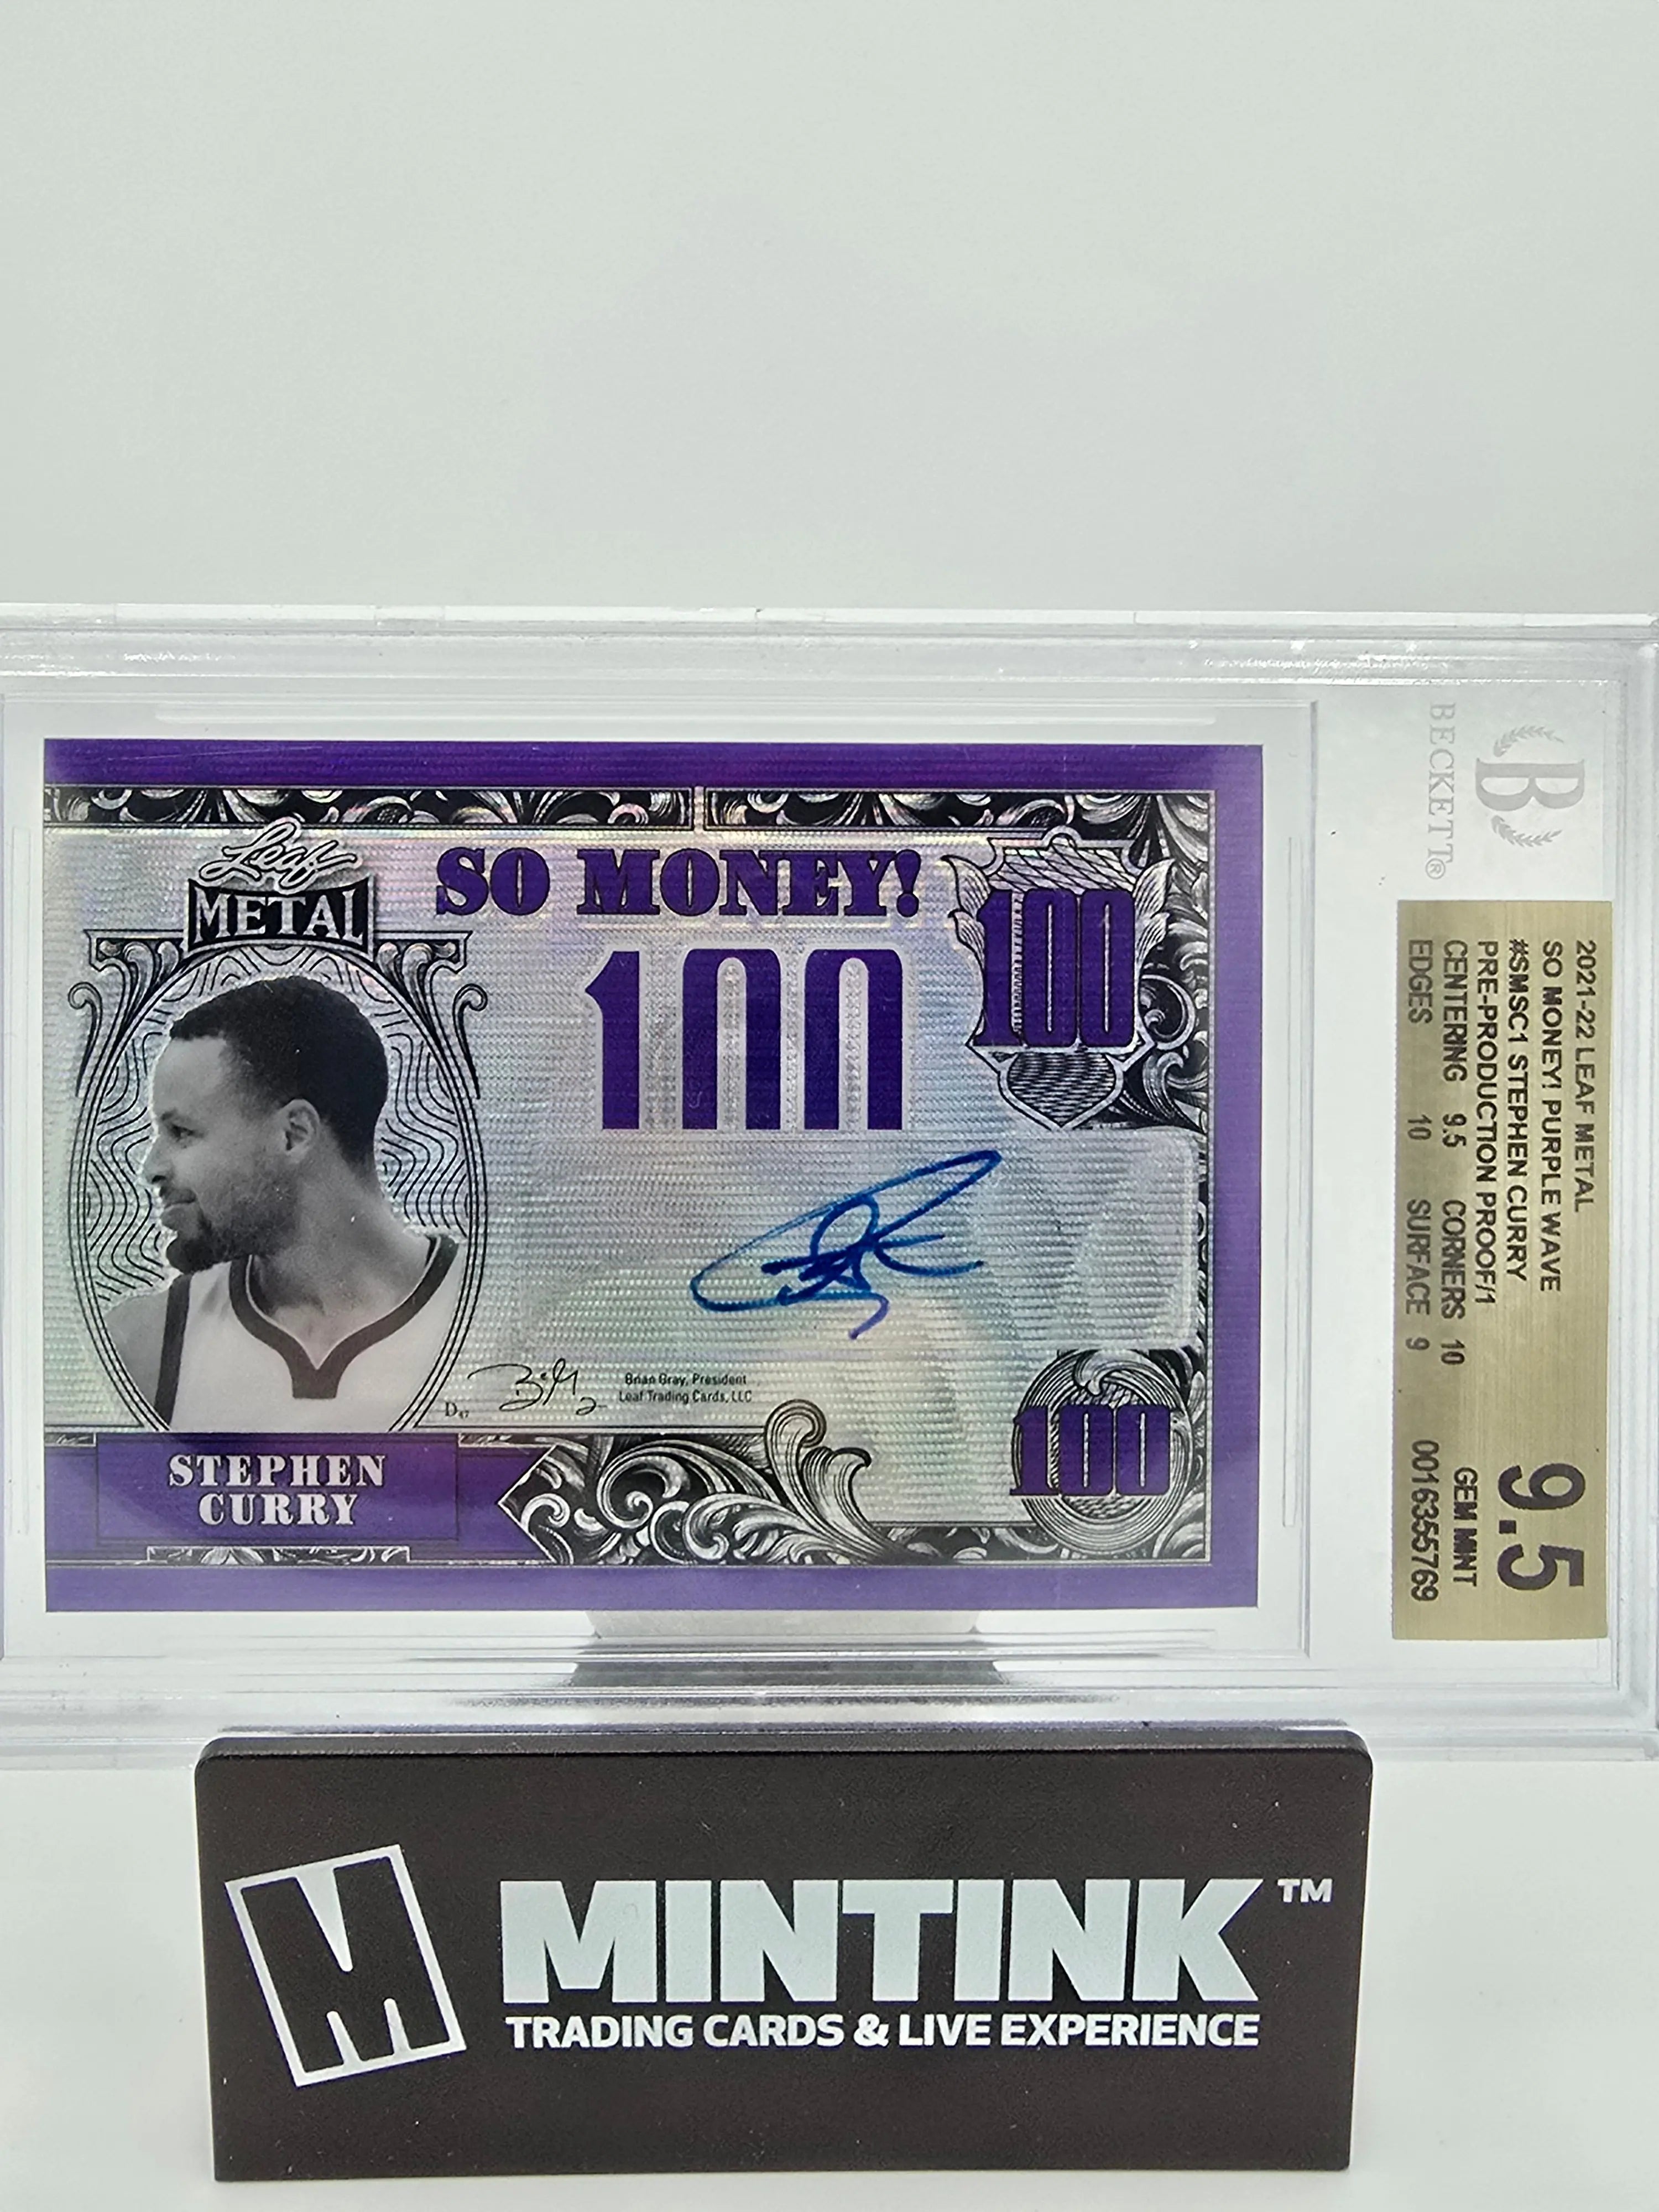 Leaf
METAL
SO MONEY!
100
100
Brian Gray, President
Leaf Trading Cards, LLC
D47
100
STEPHEN
CURRY
B
BECKETT®
2021-22 LEAF METAL
SO MONEY! PURPLE WAVE
#SMSC1 STEPHEN CURRY
PRE-PRODUCTION PROOF/1
CENTERING 9.5 CORNERS 10
EDGES 10 SURFACE 9
9.5
GEM MINT
0016355769
M
MINTINK™
TRADING CARDS & LIVE EXPERIENCE